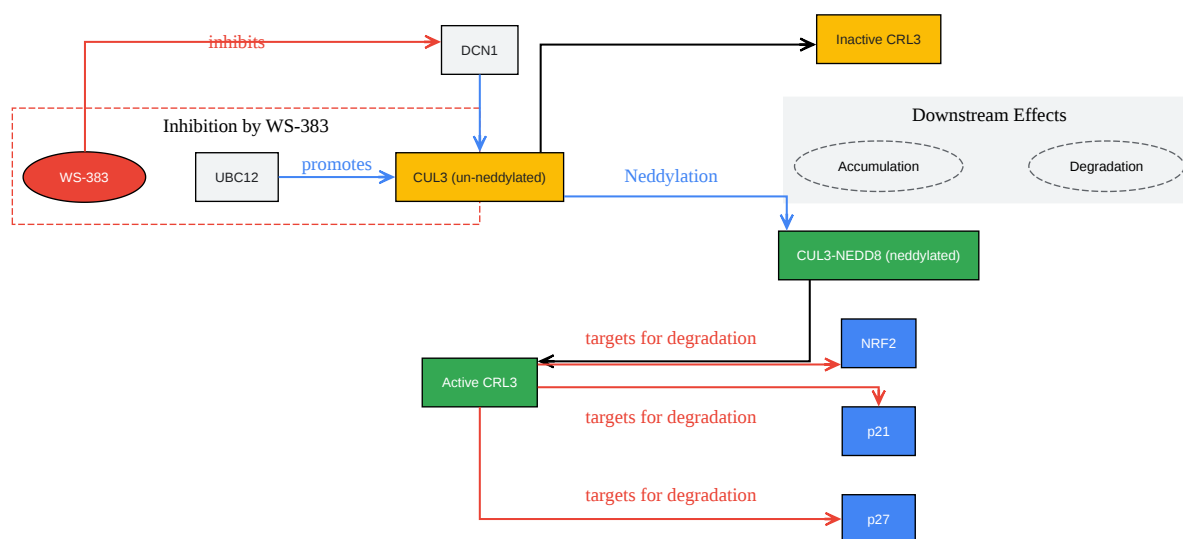 Inactive CRL3
inhibits
DCN1
Downstream Effects
Inhibition by WS-383
promotes
Accumulation
Degradation
WS-383
UBC12
CUL3 (un-neddylated)
Neddylation
CUL3-NEDD8 (neddylated)
targets for degradation
NRF2
Active CRL3
targets for degradation
p21
targets for degradation
p27